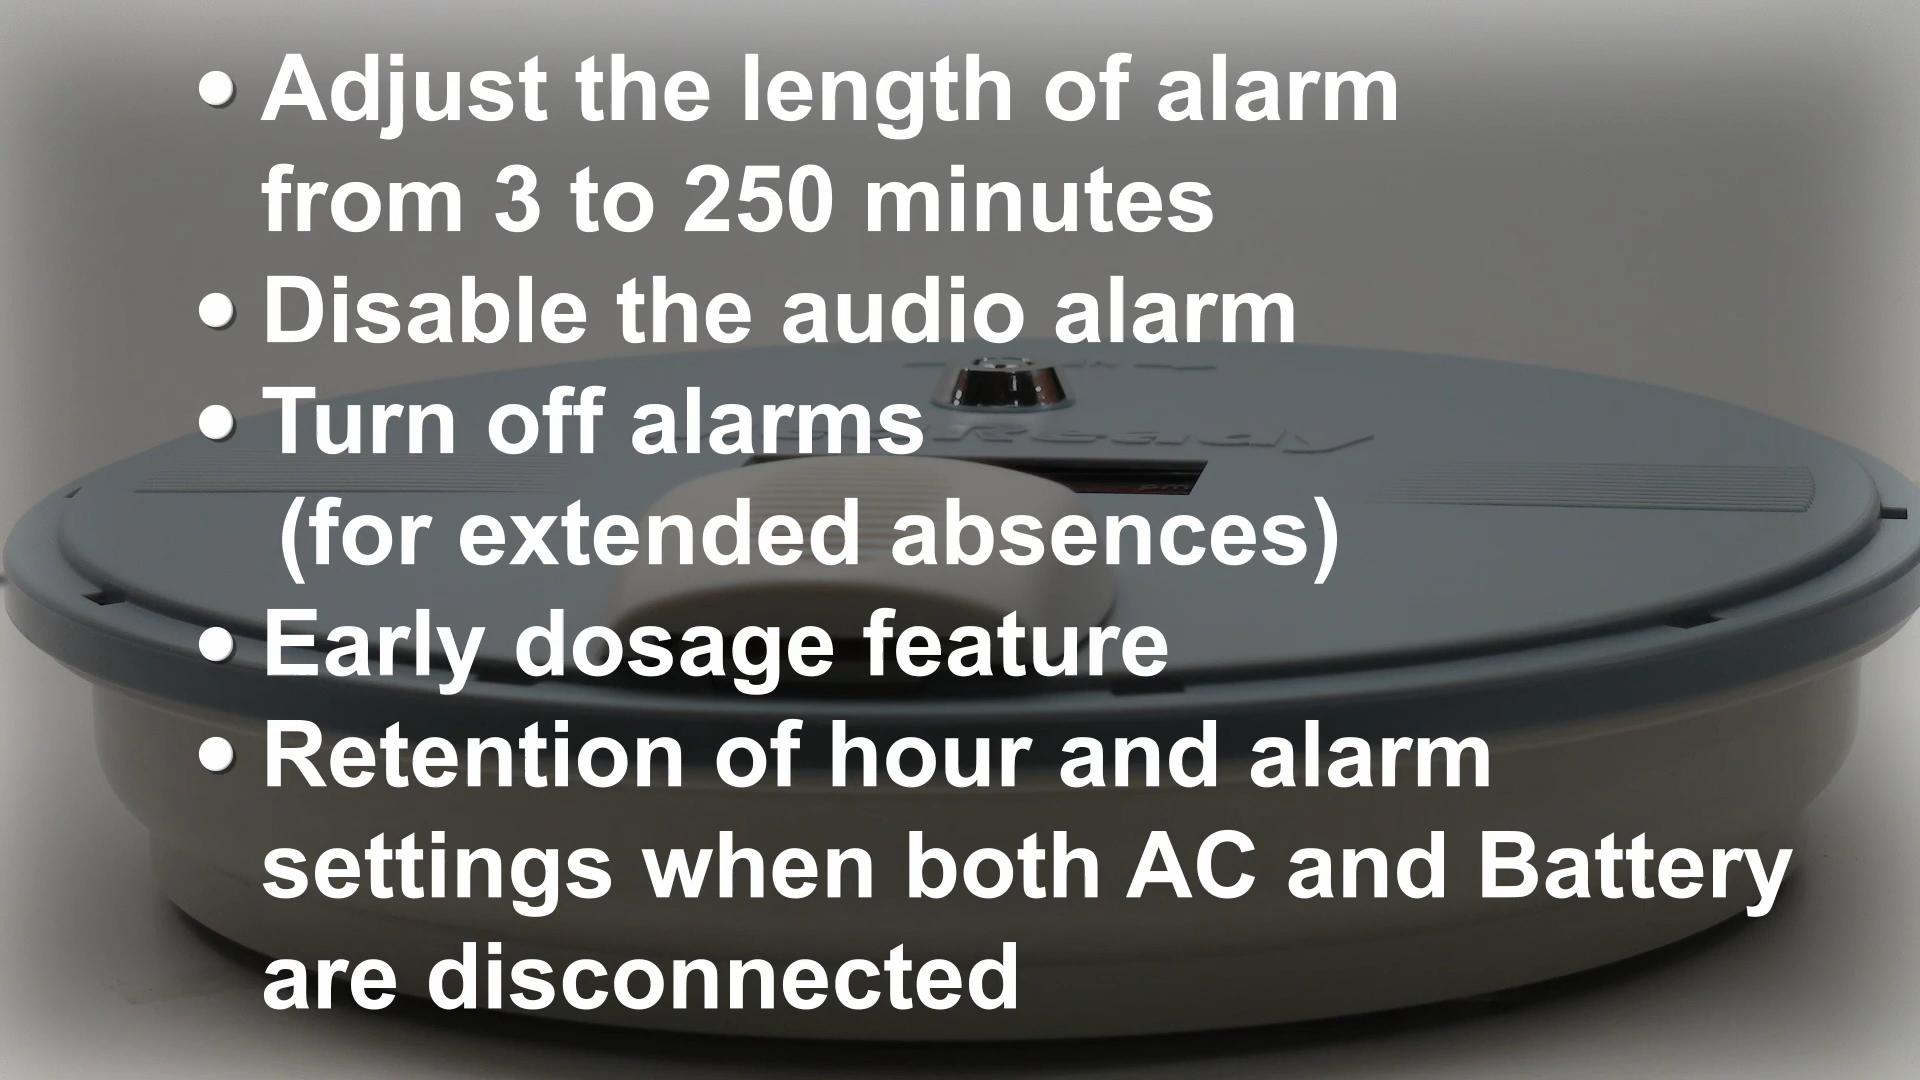 • Adjust the length of alarm
from 3 to 250 minutes
• Disable the audio alarm
• Turn off alarms
(for extended absences)
• Early dosage feature
• Retention of hour and alarm
settings when both AC and Battery
are disconnected